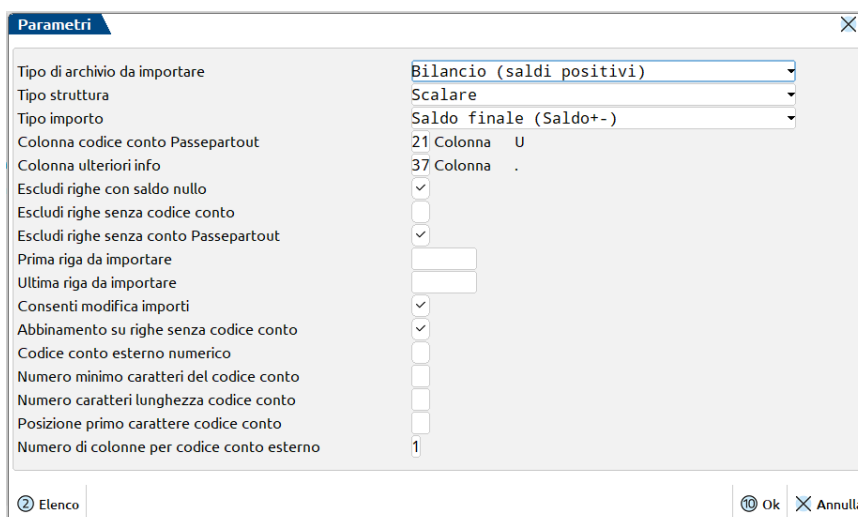 Parametri
Tipo di archivio da importare Bilancio (saldi positivi)
Tipo struttura Scalare
Tipo importo Saldo finale (Saldo+-)
Colonna codice conto Passepartout 21 Colonna U
Colonna ulteriori info 37 Colonna .
Escludi righe con saldo nullo
Escludi righe senza codice conto
Escludi righe senza conto Passepartout
Prima riga da importare
Ultima riga da importare
Consenti modifica importi
Abbinamento su righe senza codice conto
Codice conto esterno numerico
Numero minimo caratteri del codice conto
Numero caratteri lunghezza codice conto
Posizione primo carattere codice conto
Numero di colonne per codice conto esterno 1
2 Elenco 10 Ok Annulla